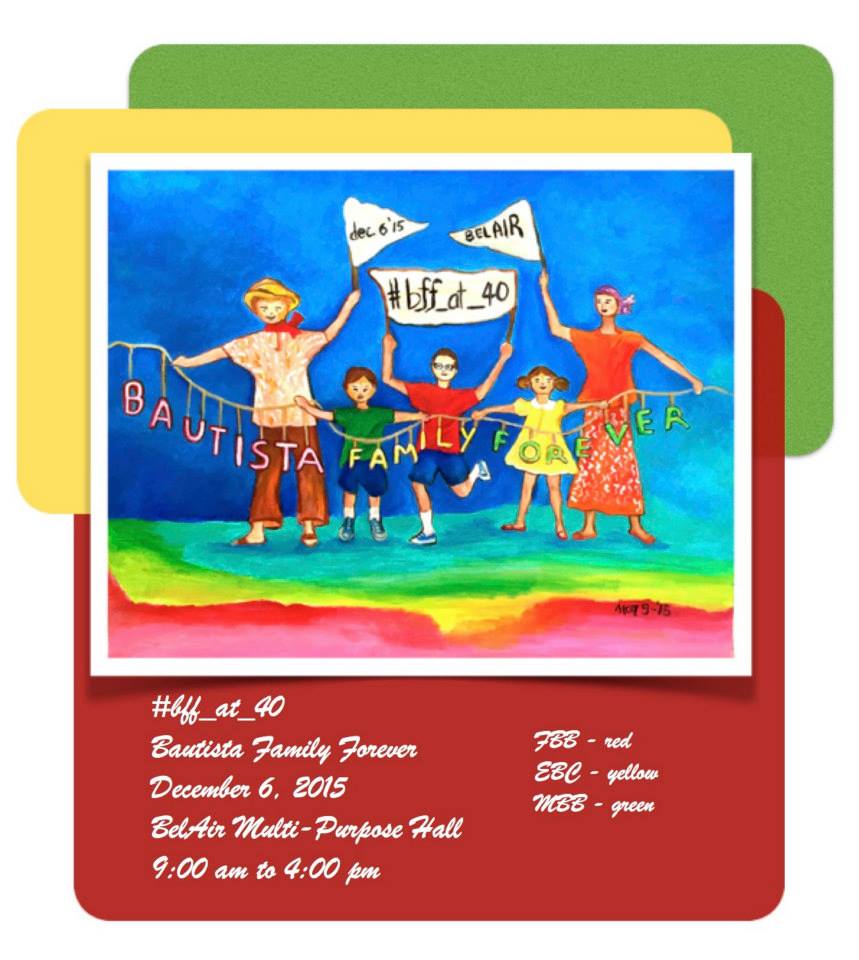 dec. 6'15
BELAIR
#bff_at_40
BAUTISTA FAMILY FOREVER
#bff_at_40
Bautista Family Forever
December 6, 2015
BelAir Multi-Purpose Hall
9:00 am to 4:00 pm
FBB - red
EBC - yellow
MBB - green